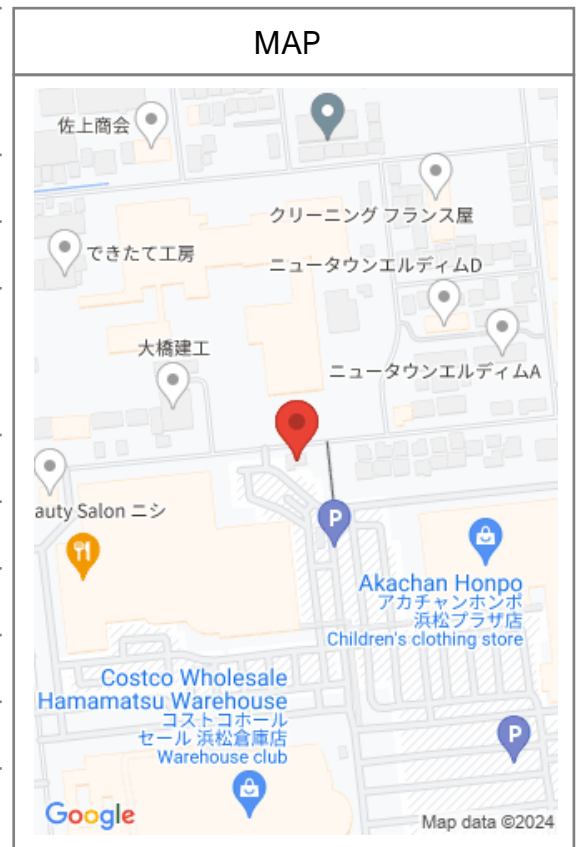 MAP
佐上商会
クリーニング フランス屋
できたて工房
ニュータウンエルディムD
大橋建工
ニュータウンエルディムA
auty Salon ニシ
P
Akachan Honpo
アカチャンホンポ
浜松プラザ店
Children's clothing store
Costco Wholesale
Hamamatsu Warehouse
コストコホール
セール 浜松倉庫店
Warehouse club
P
Google
Map data ©2024